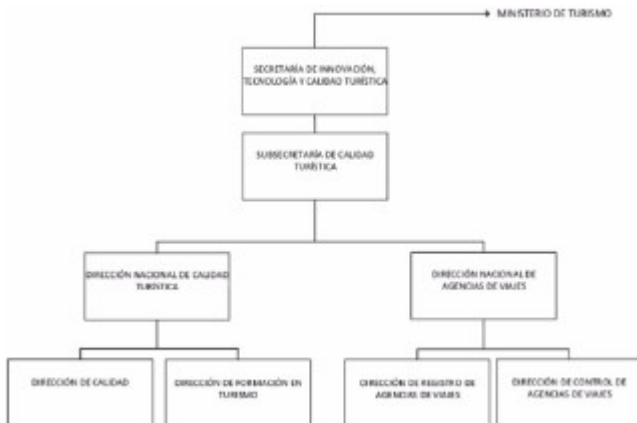 MINISTERIO DE TURISMO
SECRETARÍA DE INNOVACIÓN,
TECNOLOGÍA Y CALIDAD TURÍSTICA
SUBSECRETARÍA DE CALIDAD
TURÍSTICA
DIRECCIÓN NACIONAL DE CALIDAD
TURÍSTICA
DIRECCIÓN NACIONAL DE
AGENCIAS DE VIAJES
DIRECCIÓN DE CALIDAD
DIRECCIÓN DE FORMACIÓN EN
TURISMO
DIRECCIÓN DE REGISTRO DE
AGENCIAS DE VIAJES
DIRECCIÓN DE CONTROL DE
AGENCIAS DE VIAJES